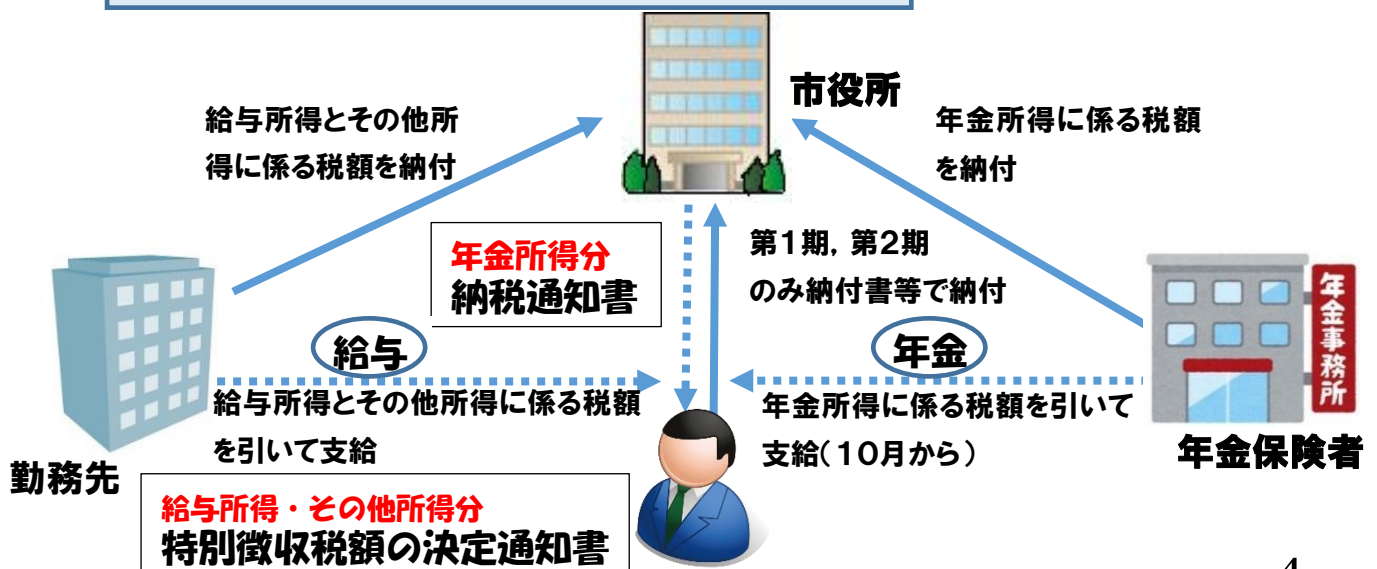 市役所
給与所得とその他所
得に係る税額を納付
年金所得に係る税額
を納付
年金所得分
納税通知書
第1期，第2期
のみ納付書等で納付
年金事務所
給与
年金
給与所得とその他所得に係る税額
を引いて支給
年金所得に係る税額を引いて
支給（10月から）
勤務先
年金保険者
給与所得・その他所得分
特別徴収税額の決定通知書